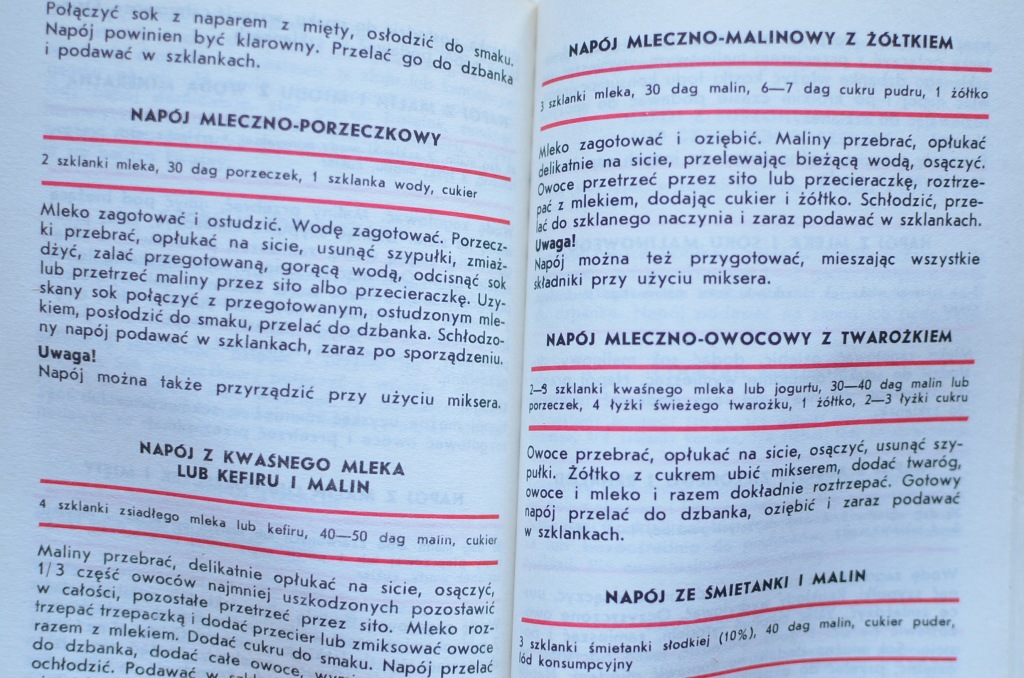 Połączyć sok z naparem z mięty, osłodzić do smaku.
Napój powinien być klarowny. Przelać go do dzbanka
i podawać w szklankach.
NAPÓJ MLECZNO-PORZECZKOWY
2 szklanki mleka, 30 dag porzeczek, 1 szklanka wody, cukier
Mleko zagotować i ostudzić. Wodę zagotować. Porzecz-
ki przebrać, opłukać na sicie, usunąć szypułki, zmiaż-
dżyć, zalać przegotowaną, gorącą wodą, odcisnąć sok
lub przetrzeć maliny przez sito albo przecieraczkę. Uzy-
skany sok połączyć z przegotowanym, ostudzonym mle-
kiem, posłodzić do smaku, przelać do dzbanka. Schłodzo-
ny napój podawać w szklankach, zaraz po sporządzeniu.
Uwaga!
Napój można także przyrządzić przy użyciu miksera.
NAPÓJ Z KWAŚNEGO MLEKA
LUB KEFIRU I MALIN
4 szklanki zsiadłego mleka lub kefiru, 40—50 dag malin, cukier
Maliny przebrać, delikatnie opłukać na sicie, osączyć,
1/3 część owoców najmniej uszkodzonych pozostawić
w całości, pozostałe przetrzeć przez sito. Mleko roz-
trzepać trzepaczką i dodać przecier lub zmiksować owoce
razem z mlekiem. Dodać cukru do smaku. Napój przelać
do dzbanka, dodać całe owoce,
ochłodzić. Podawać w
NAPÓJ MLECZNO-MALINOWY Z ŻÓŁTKIEM
3 szklanki mleka, 30 dag malin, 6—7 dag cukru pudru, 1 żółtko
Mleko zagotować i oziębić. Maliny przebrać, opłukać
delikatnie na sicie, przelewając bieżącą wodą, osączyć.
Owoce przetrzeć przez sito lub przecieraczkę, roztrze-
pać z mlekiem, dodając cukier i żółtko. Schłodzić, prze-
lać do szklanego naczynia i zaraz podawać w szklankach.
Uwaga!
Napój można też przygotować, mieszając wszystkie
składniki przy użyciu miksera.
NAPÓJ MLECZNO-OWOCOWY Z TWAROŻKIEM
2—3 szklanki kwaśnego mleka lub jogurtu, 30—40 dag malin lub
porzeczek, 4 łyżki świeżego twarożku, 1 żółtko, 2—3 łyżki cukru
Owoce przebrać, opłukać na sicie, osączyć, usunąć szy-
pułki. Żółtko z cukrem ubić mikserem, dodać twaróg,
owoce i mleko i razem dokładnie roztrzepać. Gotowy
napój przelać do dzbanka, oziębić i zaraz podawać
w szklankach.
NAPÓJ ZE ŚMIETANKI I MALIN
3 szklanki śmietanki słodkiej (10%), 40 dag malin, cukier puder,
lód konsumpcyjny